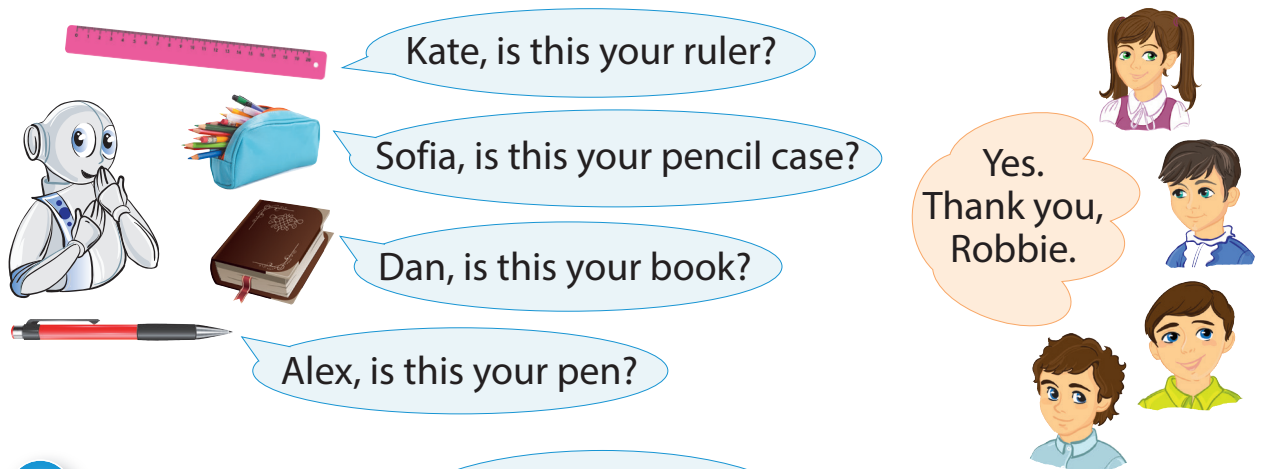 Kate, is this your ruler?
Sofia, is this your pencil case?
Yes.
Thank you,
Robbie.
Dan, is this your book?
Alex, is this your pen?